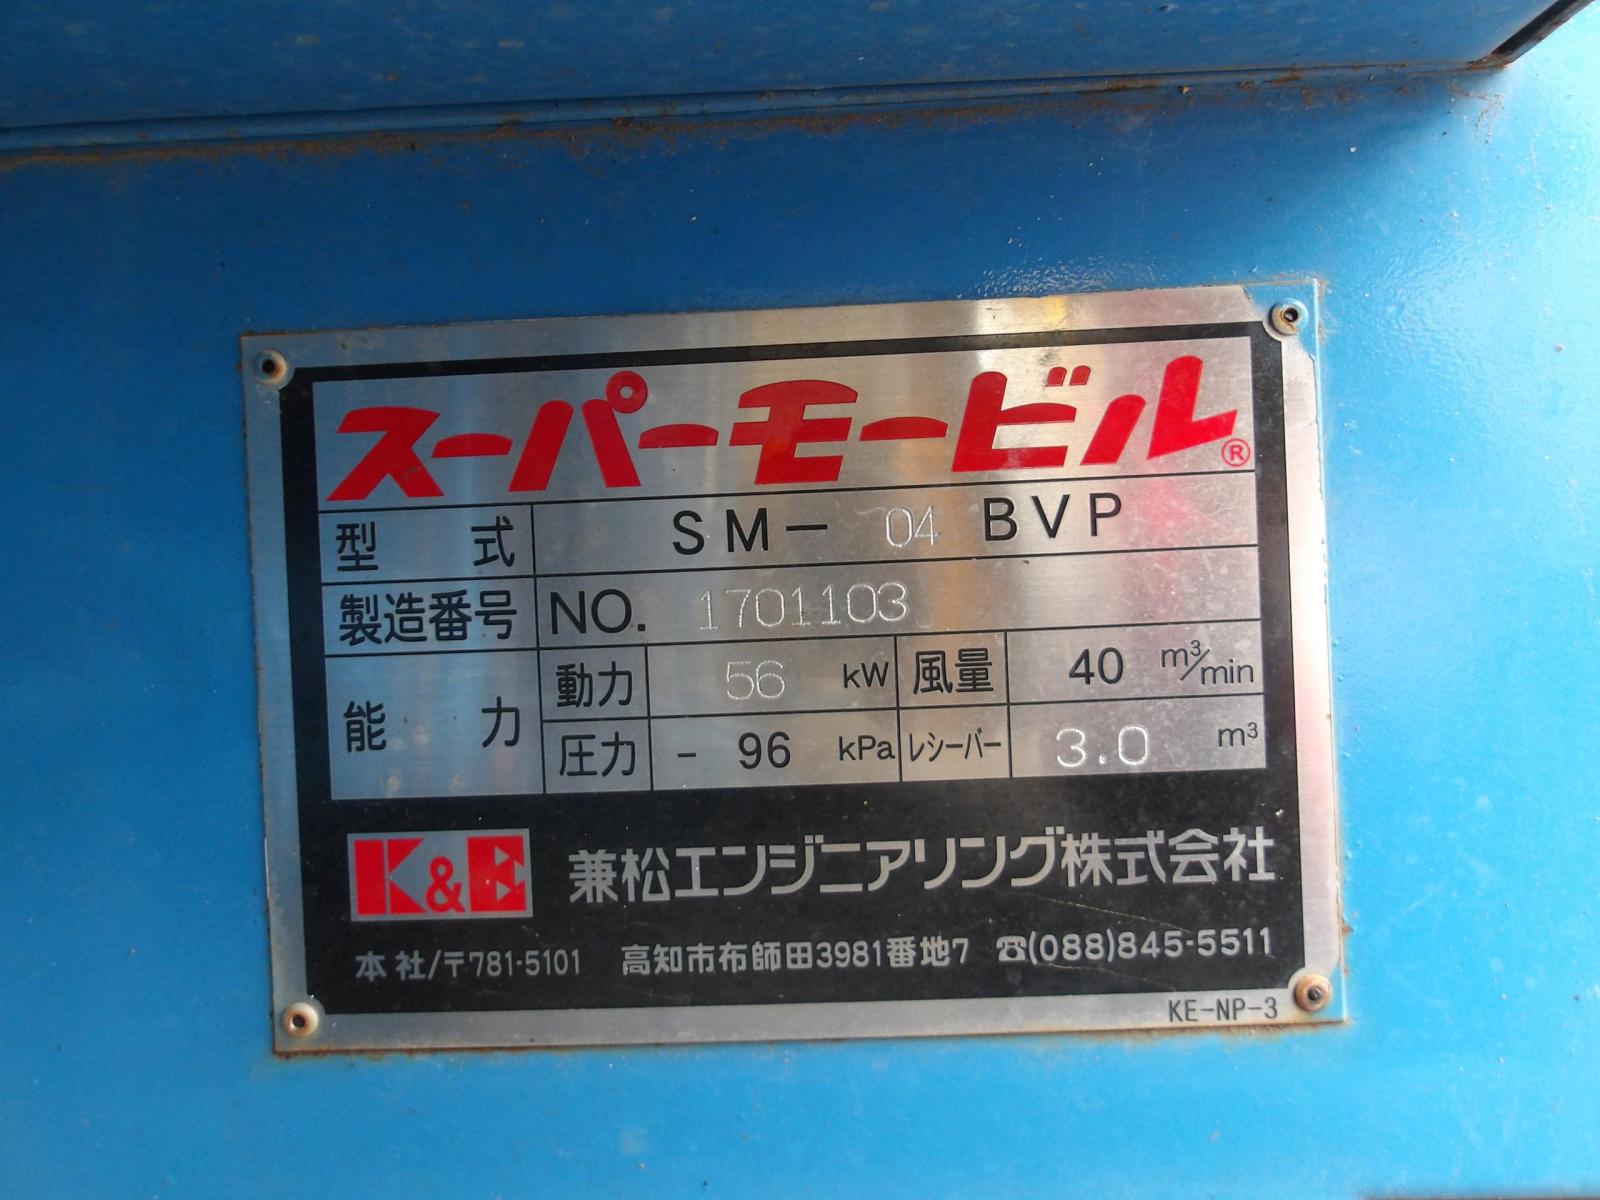 スーパーモービル®
型式 SM- 04 BVP
製造番号 NO. 1701103
能力 動力 56 kW 風量 40 m³/min
圧力 - 96 kPa レシーバー 3.0 m³
K&E 兼松エンジニアリング株式会社
本社/〒781-5101 高知市布師田3981番地7 ☎(088)845-5511
KE-NP-3